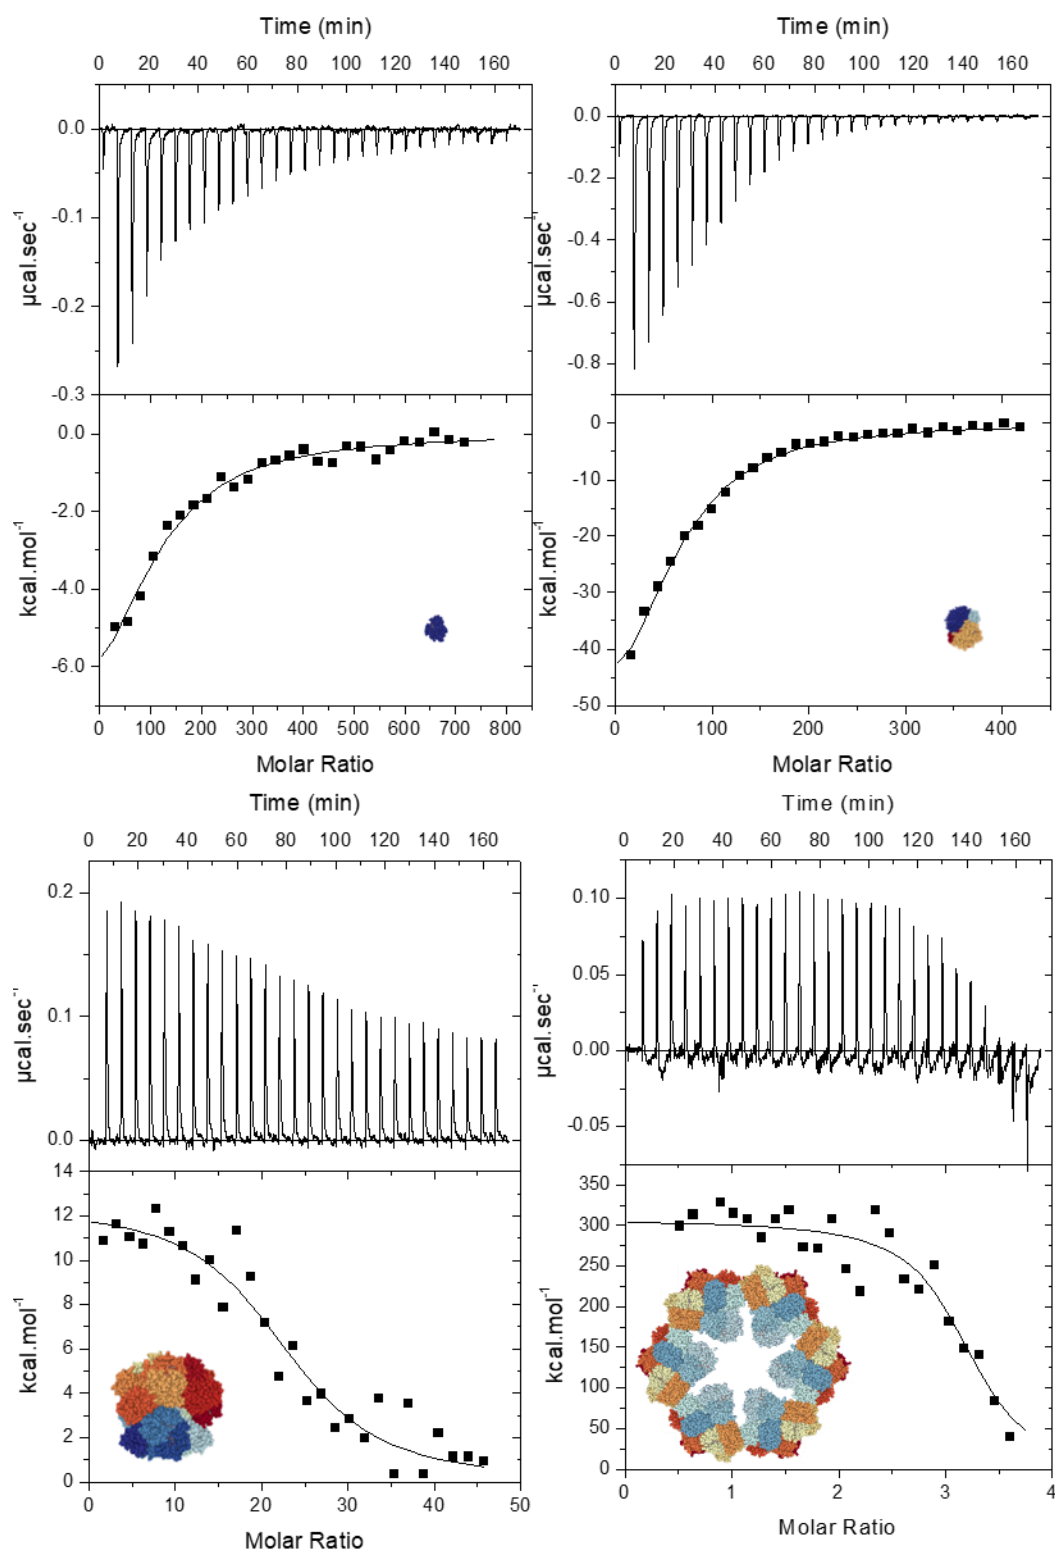 Time (min)
0 20 40 60 80 100 120 140 160
0.0
-0.1
-0.2
-0.3
µcal.sec⁻¹
0.0
-2.0
-4.0
-6.0
kcal.mol⁻¹
0 100 200 300 400 500 600 700 800
Molar Ratio
Time (min)
0 20 40 60 80 100 120 140 160
0.0
-0.2
-0.4
-0.6
-0.8
µcal.sec⁻¹
0
-10
-20
-30
-40
-50
kcal.mol⁻¹
0 100 200 300 400
Molar Ratio
Time (min)
0 20 40 60 80 100 120 140 160
0.2
0.1
0.0
µcal.sec⁻¹
14
12
10
8
6
4
2
0
kcal.mol⁻¹
0 10 20 30 40 50
Molar Ratio
Time (min)
0 20 40 60 80 100 120 140 160
0.10
0.05
0.00
-0.05
µcal.sec⁻¹
350
300
250
200
150
100
50
0
kcal.mol⁻¹
0 1 2 3 4
Molar Ratio